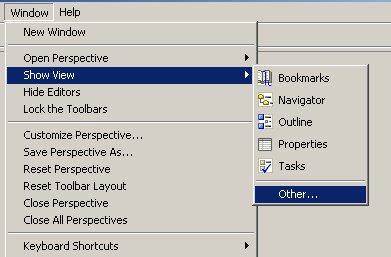 Window Help
New Window
Open Perspective
Show View
Hide Editors
Lock the Toolbars
Customize Perspective...
Save Perspective As...
Reset Perspective
Reset Toolbar Layout
Close Perspective
Close All Perspectives
Keyboard Shortcuts
Bookmarks
Navigator
Outline
Properties
Tasks
Other...